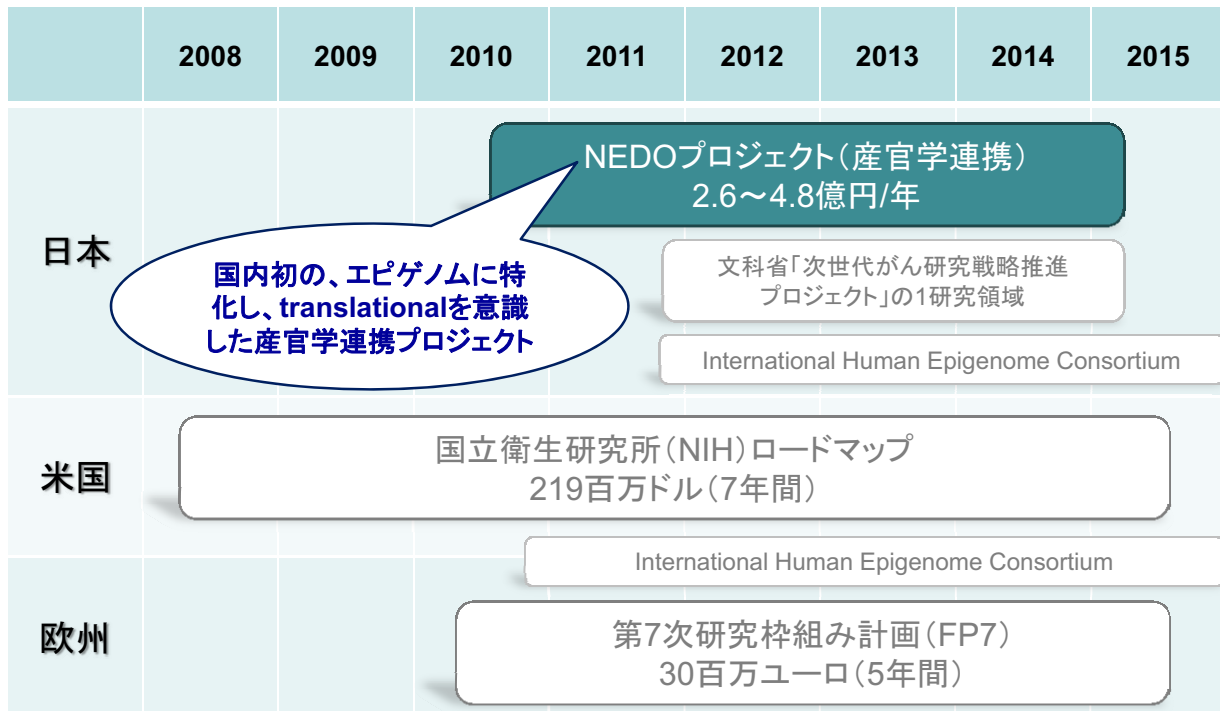 2008 2009 2010 2011 2012 2013 2014 2015
日本
NEDOプロジェクト（産官学連携）
2.6～4.8億円/年
国内初の、エピゲノムに特
化し、translationalを意識
した産官学連携プロジェクト
文科省「次世代がん研究戦略推進
プロジェクト」の1研究領域
International Human Epigenome Consortium
米国
国立衛生研究所（NIH）ロードマップ
219百万ドル（7年間）
International Human Epigenome Consortium
欧州
第7次研究枠組み計画（FP7）
30百万ユーロ（5年間）